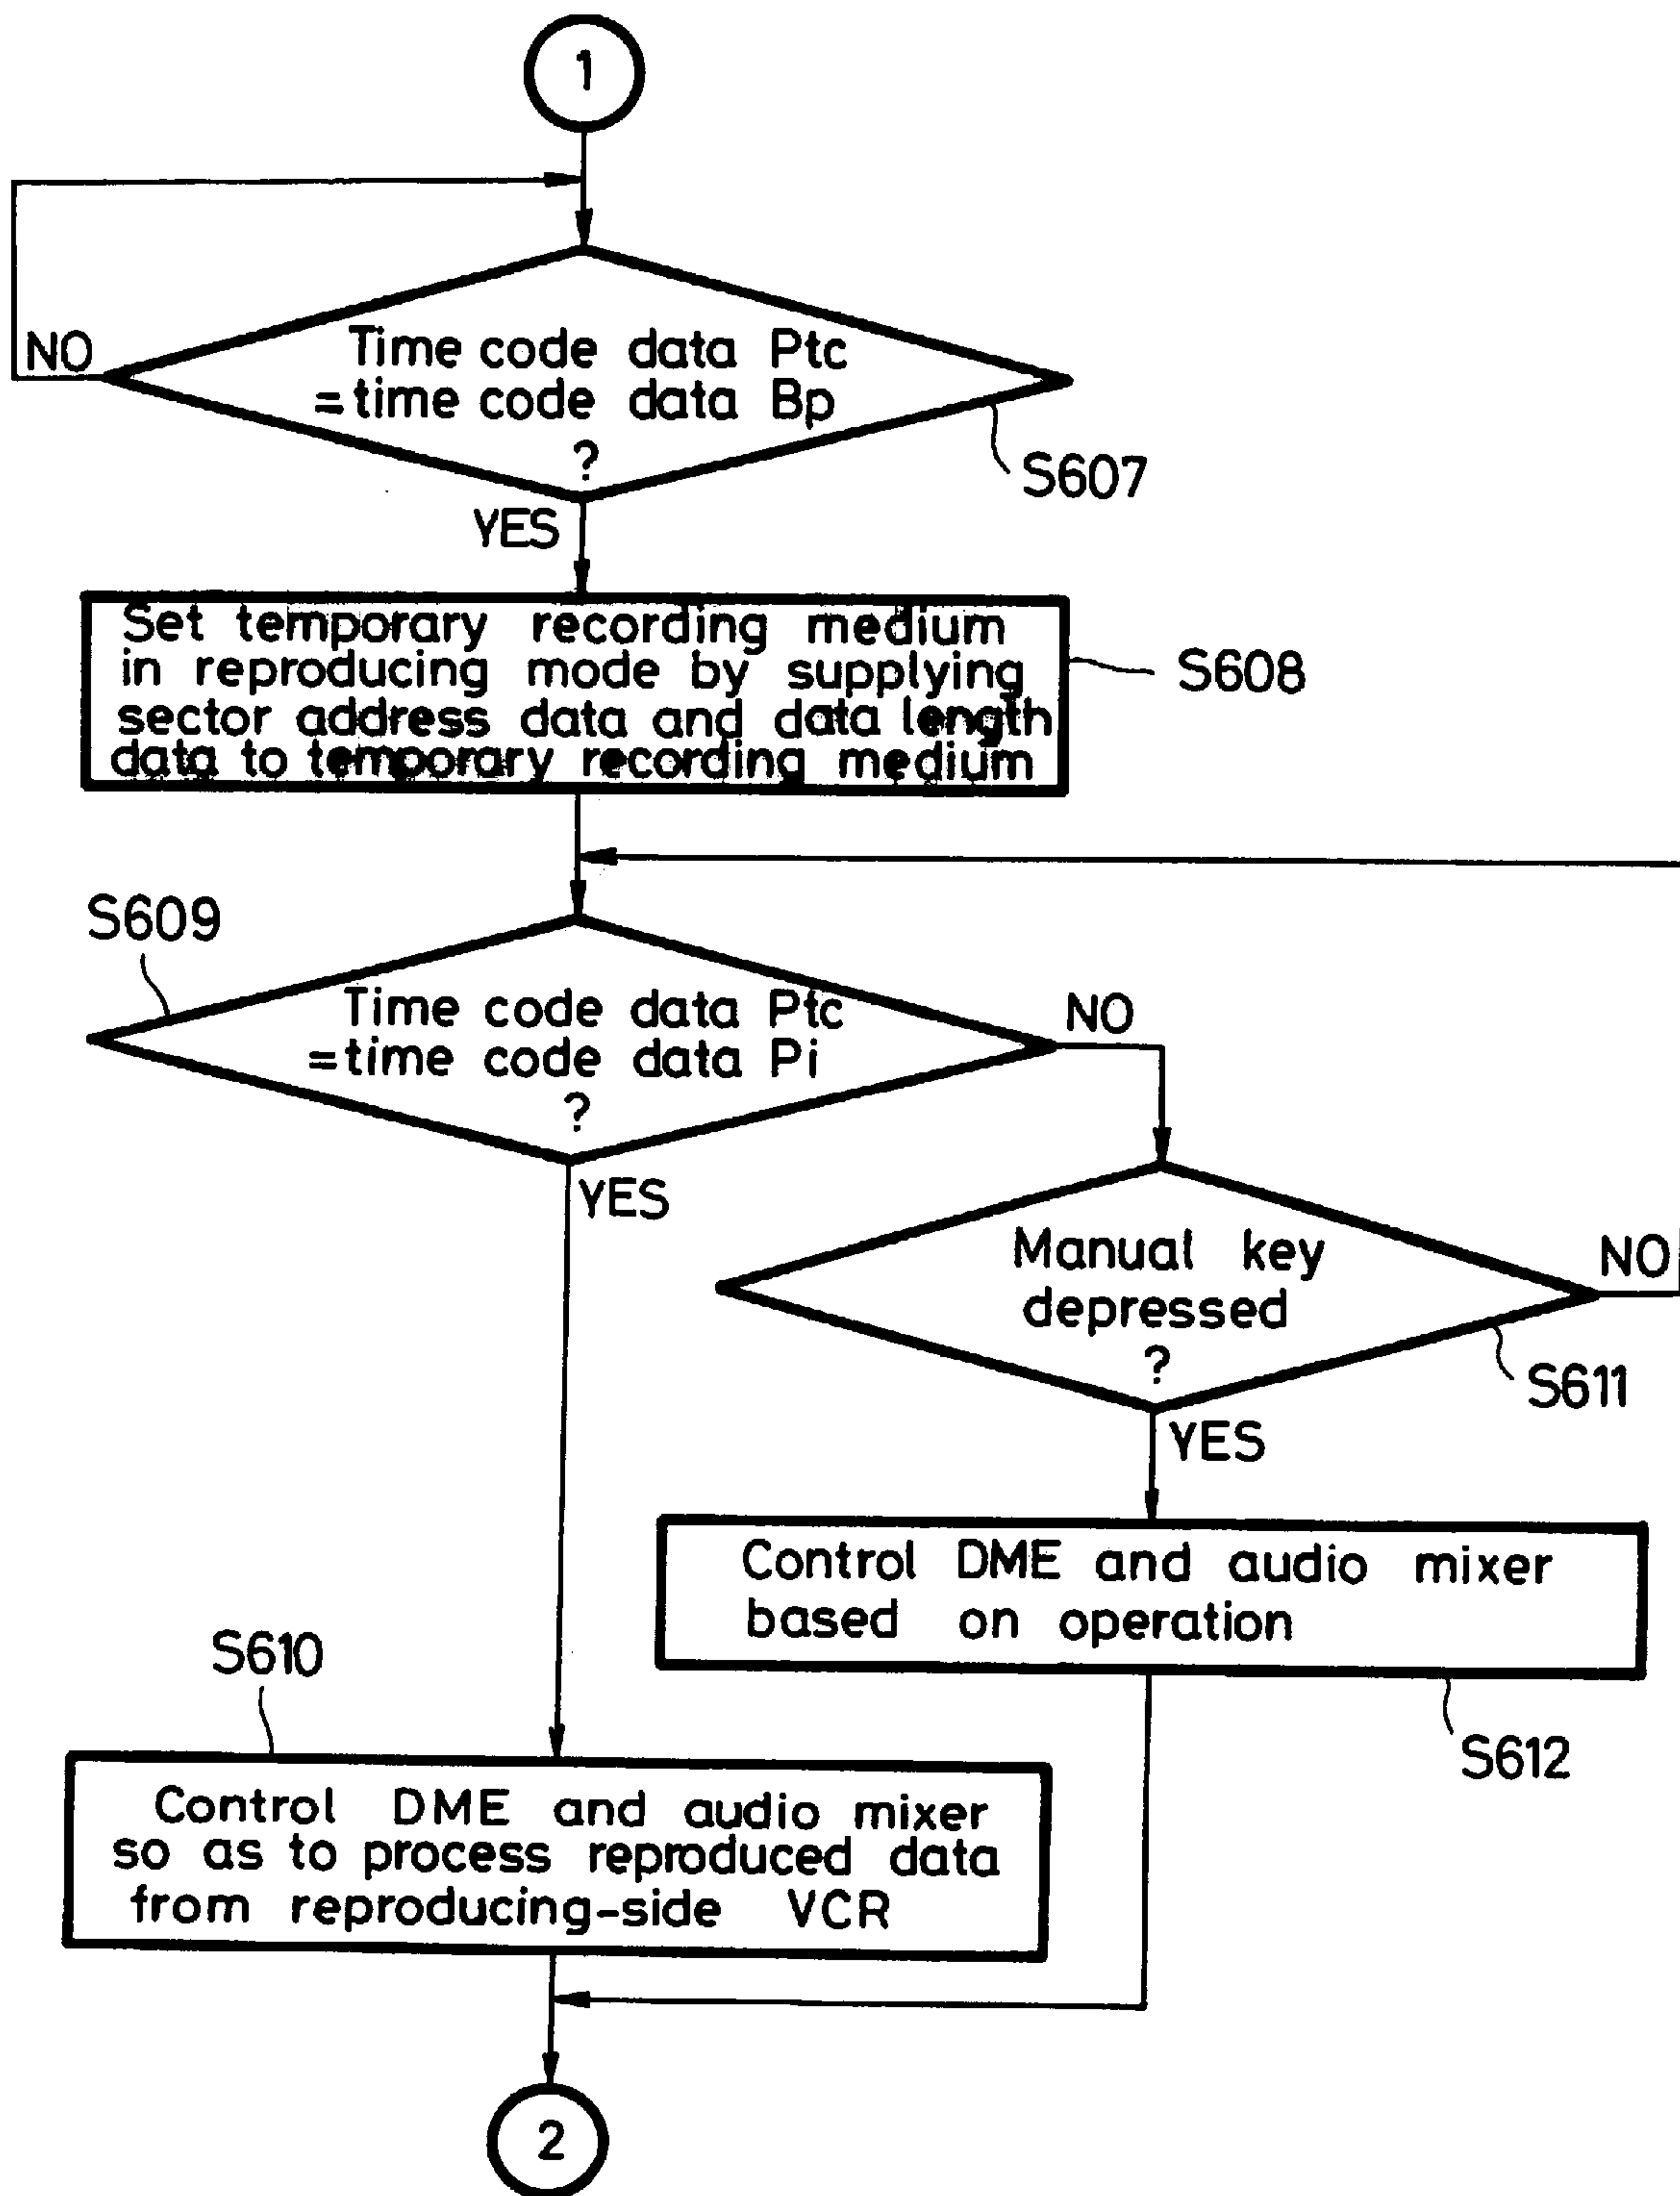 1
Time code data Ptc
=time code data Bp
?
NO
S607
YES
Set temporary recording medium
in reproducing mode by supplying
sector address data and data length
data to temporary recording medium
S608
S609
Time code data Ptc
=time code data Pi
?
NO
YES
Manual key
depressed
?
NO
S611
YES
Control DME and audio mixer
based on operation
S612
S610
Control DME and audio mixer
so as to process reproduced data
from reproducing-side VCR
2